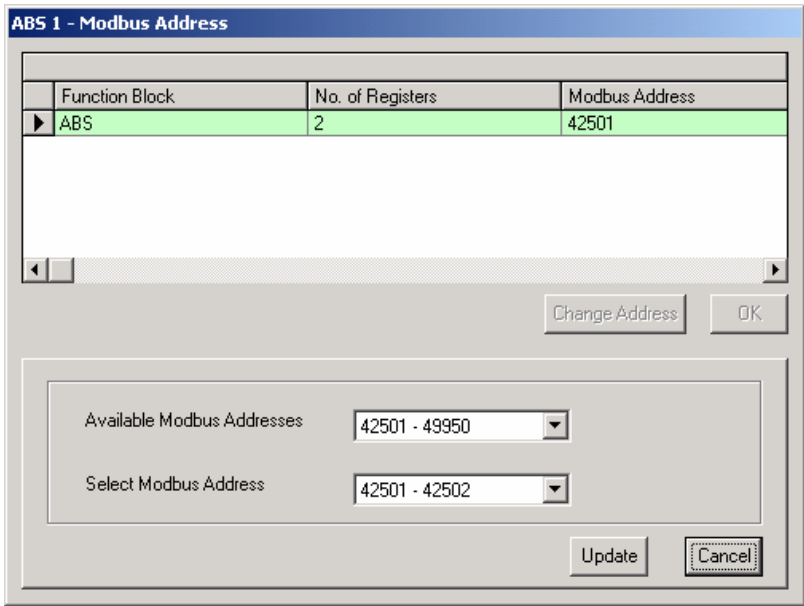 ABS 1 - Modbus Address
Function Block No. of Registers Modbus Address
ABS 2 42501
Change Address OK
Available Modbus Addresses 42501 - 49950
Select Modbus Address 42501 - 42502
Update Cancel